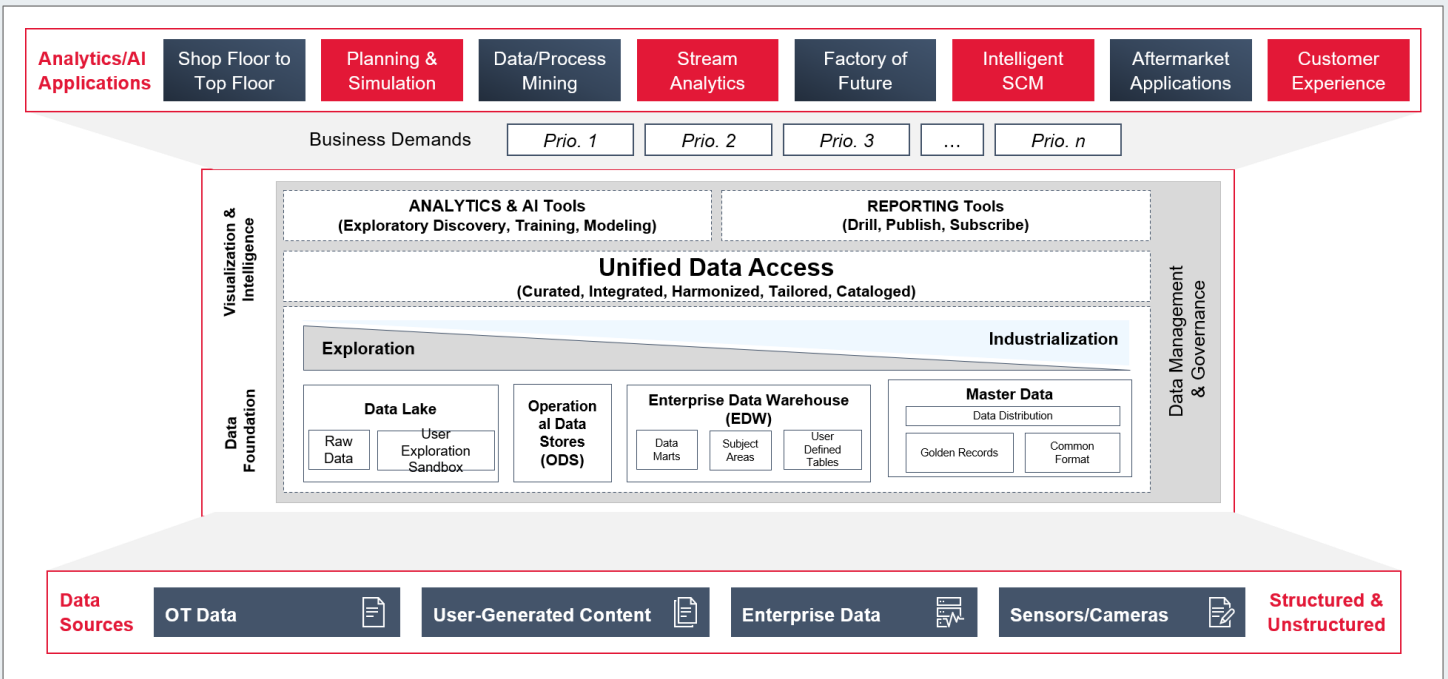 Analytics/AI
Applications
Shop Floor to
Top Floor
Planning &
Simulation
Data/Process
Mining
Stream
Analytics
Factory of
Future
Intelligent
SCM
Aftermarket
Applications
Customer
Experience
Business Demands
Prio. 1
Prio. 2
Prio. 3
...
Prio. n
Visualization &
Intelligence
ANALYTICS & AI Tools
(Exploratory Discovery, Training, Modeling)
REPORTING Tools
(Drill, Publish, Subscribe)
Unified Data Access
(Curated, Integrated, Harmonized, Tailored, Cataloged)
Data Management
& Governance
Exploration
Industrialization
Data
Foundation
Data Lake
Raw
Data
User
Exploration
Sandbox
Operation
al Data
Stores
(ODS)
Enterprise Data Warehouse
(EDW)
Data
Marts
Subject
Areas
User
Defined
Tables
Master Data
Data Distribution
Golden Records
Common
Format
Data
Sources
OT Data
User-Generated Content
Enterprise Data
Sensors/Cameras
Structured &
Unstructured